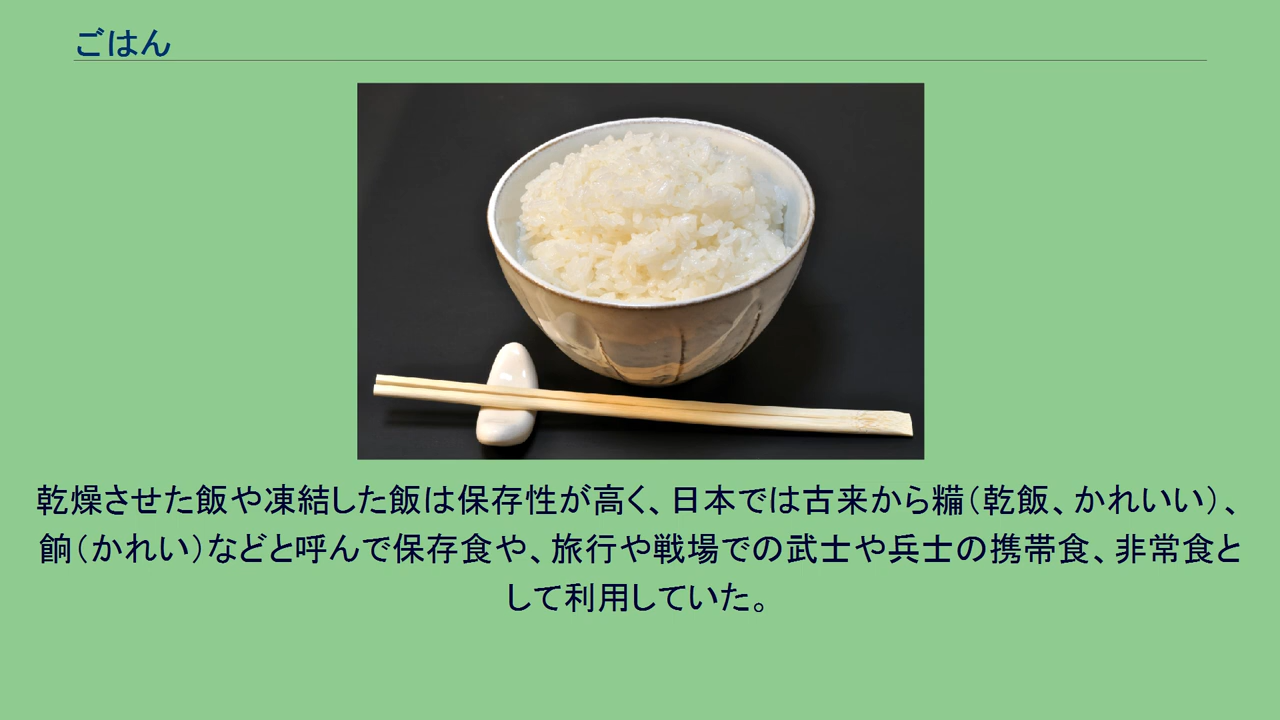 ごはん
乾燥させた飯や凍結した飯は保存性が高く、日本では古来から糒（乾飯、かれいい）、
餉（かれい）などと呼んで保存食や、旅行や戦場での武士や兵士の携帯食、非常食と
して利用していた。